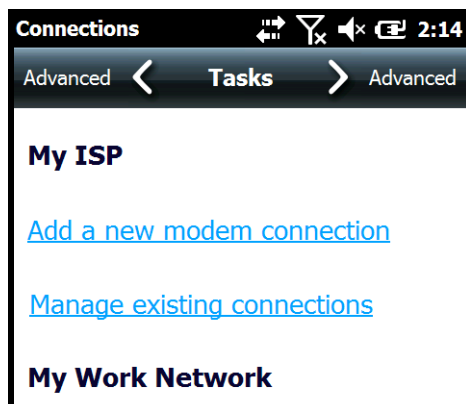 Connections 2:14
Advanced Tasks Advanced
My ISP
Add a new modem connection
Manage existing connections
My Work Network